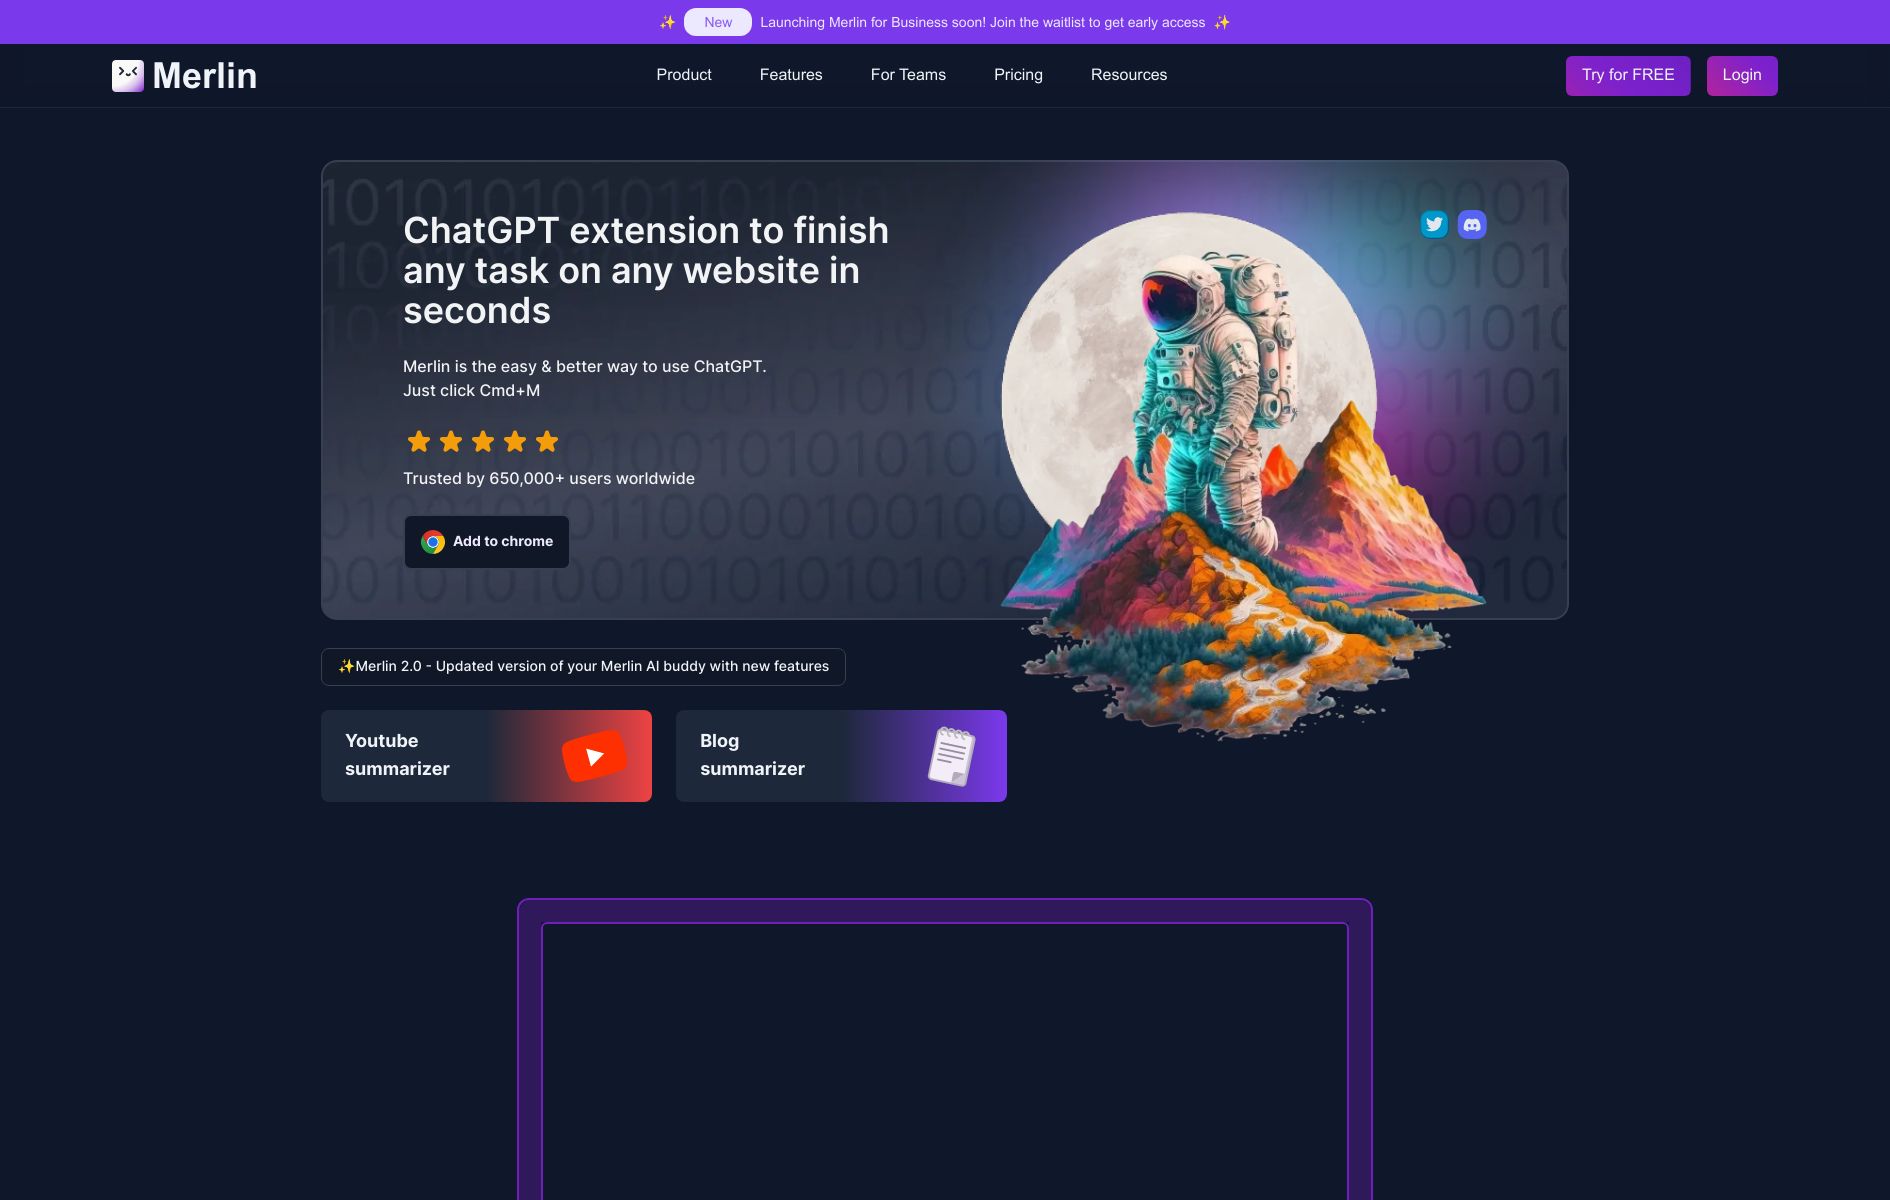 ✨ New Launching Merlin for Business soon! Join the waitlist to get early access ✨
Merlin
Product Features For Teams Pricing Resources
Try for FREE Login
ChatGPT extension to finish
any task on any website in
seconds
Merlin is the easy & better way to use ChatGPT.
Just click Cmd+M
Trusted by 650,000+ users worldwide
Add to chrome
✨Merlin 2.0 - Updated version of your Merlin AI buddy with new features
Youtube
summarizer
Blog
summarizer